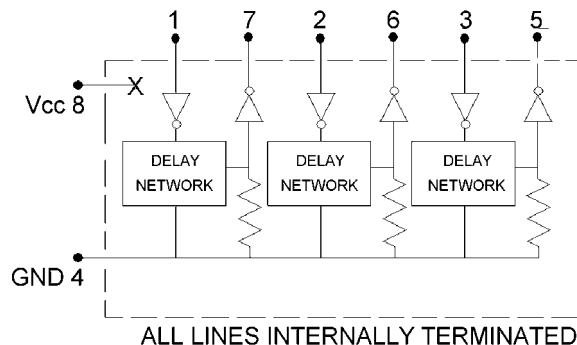 1 7 2 6 3 5
X
Vcc 8
DELAY NETWORK
DELAY NETWORK
DELAY NETWORK
GND 4
ALL LINES INTERNALLY TERMINATED